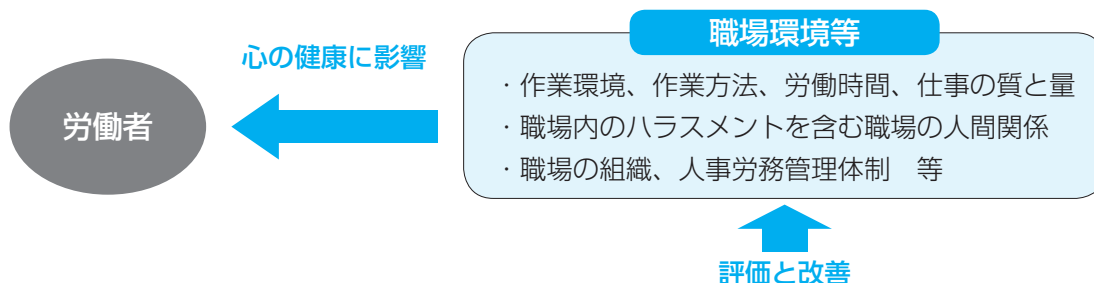 職場環境等
心の健康に影響
労働者
・作業環境、作業方法、労働時間、仕事の質と量
・職場内のハラスメントを含む職場の人間関係
・職場の組織、人事労務管理体制　等
評価と改善